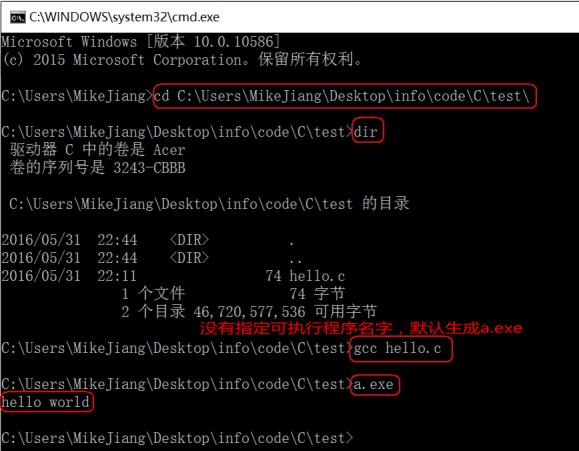 C:\WINDOWS\system32\cmd.exe
Microsoft Windows [版本 10.0.10586]
(c) 2015 Microsoft Corporation。保留所有权利。
C:\Users\MikeJiang>cd C:\Users\MikeJiang\Desktop\info\code\C\test\
C:\Users\MikeJiang\Desktop\info\code\C\test>dir
驱动器 C 中的卷是 Acer
卷的序列号是 3243-CBBB
C:\Users\MikeJiang\Desktop\info\code\C\test 的目录
2016/05/31  22:44    <DIR>          .
2016/05/31  22:44    <DIR>          ..
2016/05/31  22:11                74 hello.c
1 个文件             74 字节
2 个目录 46,720,577,536 可用字节
没有指定可执行程序名字，默认生成a.exe
C:\Users\MikeJiang\Desktop\info\code\C\test>gcc hello.c
C:\Users\MikeJiang\Desktop\info\code\C\test>a.exe
hello world
C:\Users\MikeJiang\Desktop\info\code\C\test>